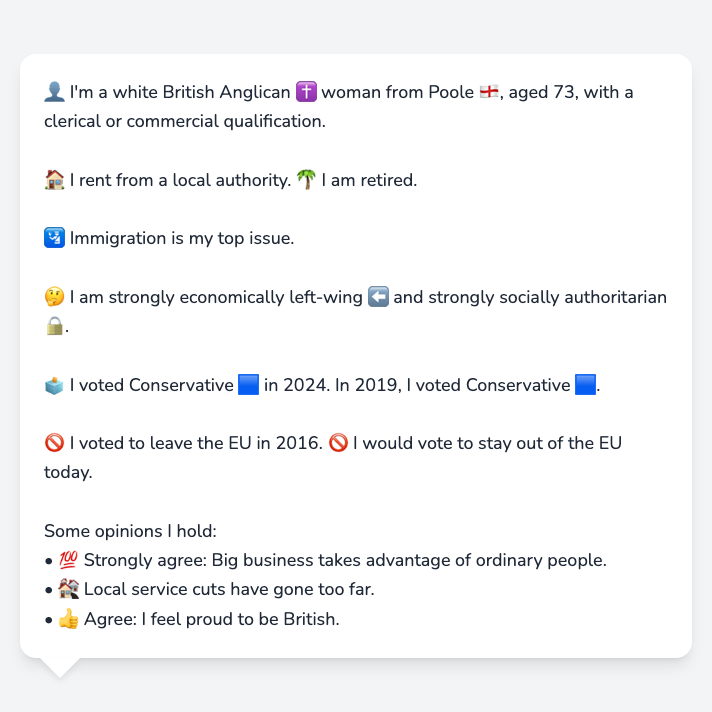 👤 I'm a white British Anglican ✝️ woman from Poole 🏴󠁧󠁢󠁥󠁮󠁧󠁿, aged 73, with a
clerical or commercial qualification.
🏠 I rent from a local authority. 🌴 I am retired.
🛂 Immigration is my top issue.
🤔 I am strongly economically left-wing ⬅️ and strongly socially authoritarian
🔒.
🗳️ I voted Conservative 🟦 in 2024. In 2019, I voted Conservative 🟦.
🚫 I voted to leave the EU in 2016. 🚫 I would vote to stay out of the EU
today.
Some opinions I hold:
• 💯 Strongly agree: Big business takes advantage of ordinary people.
• 🏚️ Local service cuts have gone too far.
• 👍 Agree: I feel proud to be British.